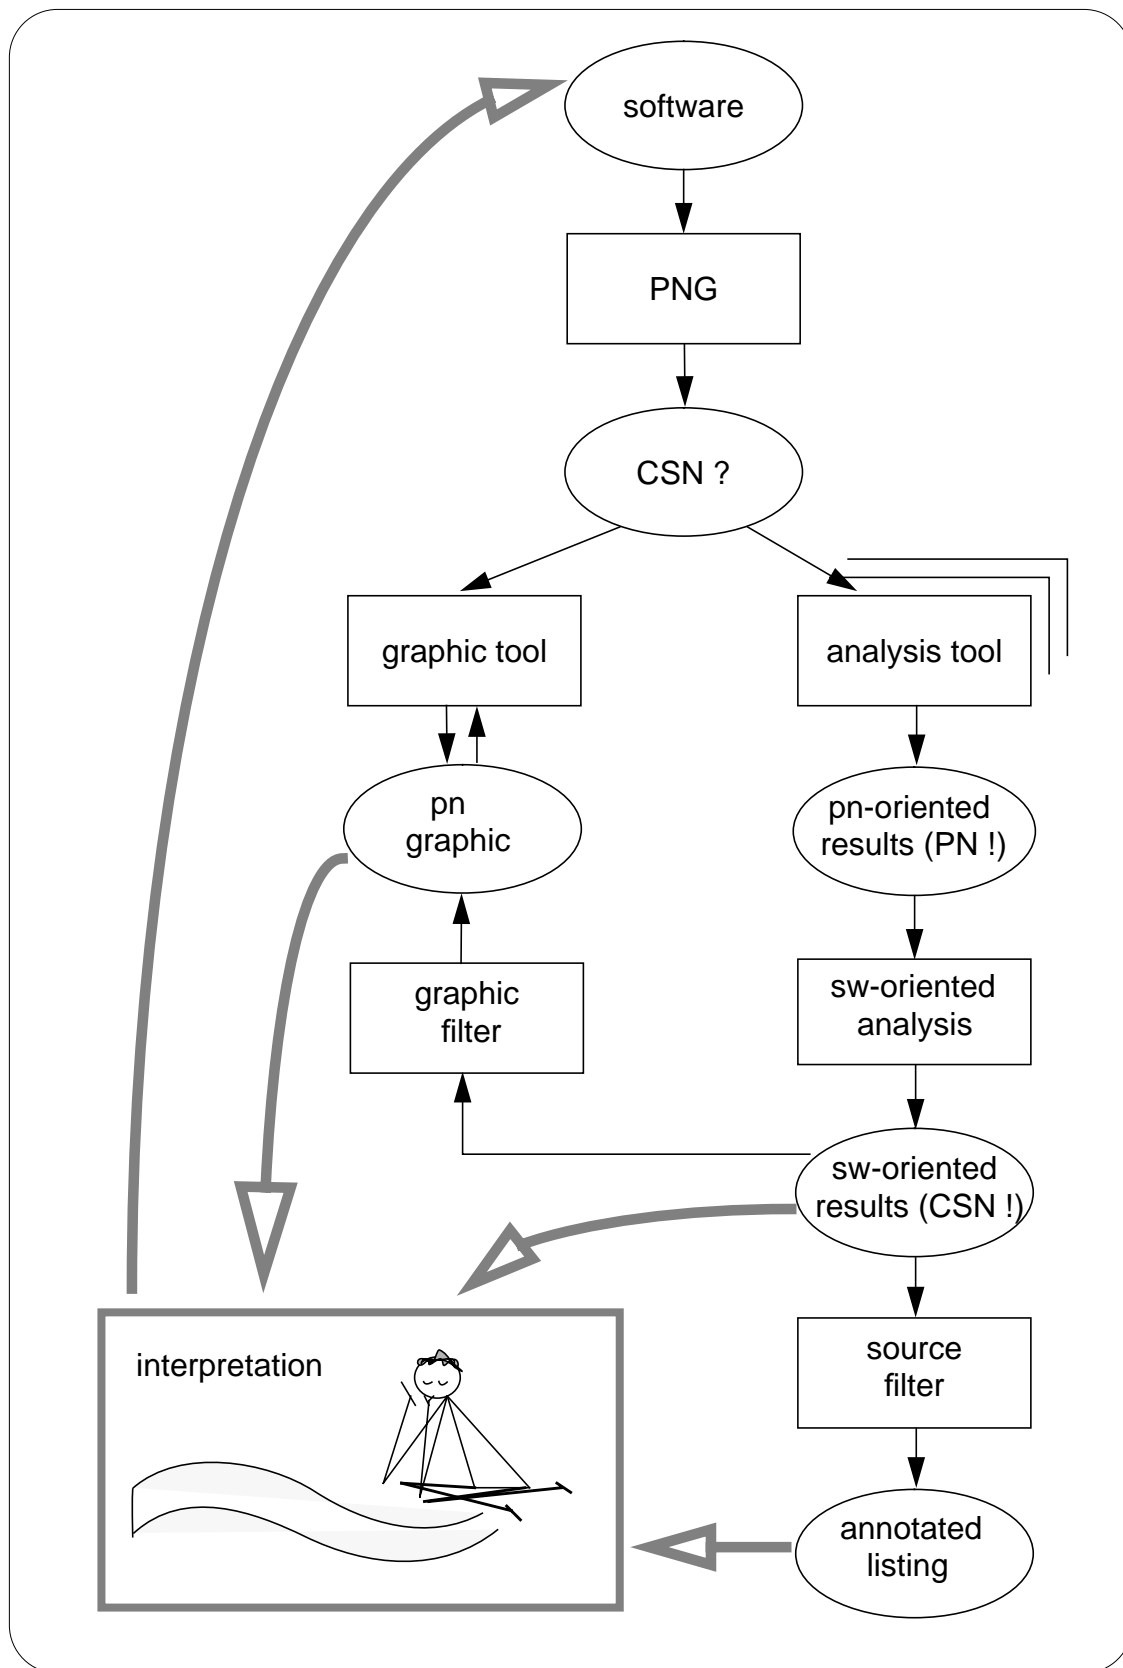 software
PNG
CSN ?
graphic tool
analysis tool
pn
graphic
pn-oriented
results (PN !)
graphic
filter
sw-oriented
analysis
sw-oriented
results (CSN !)
interpretation
source
filter
annotated
listing